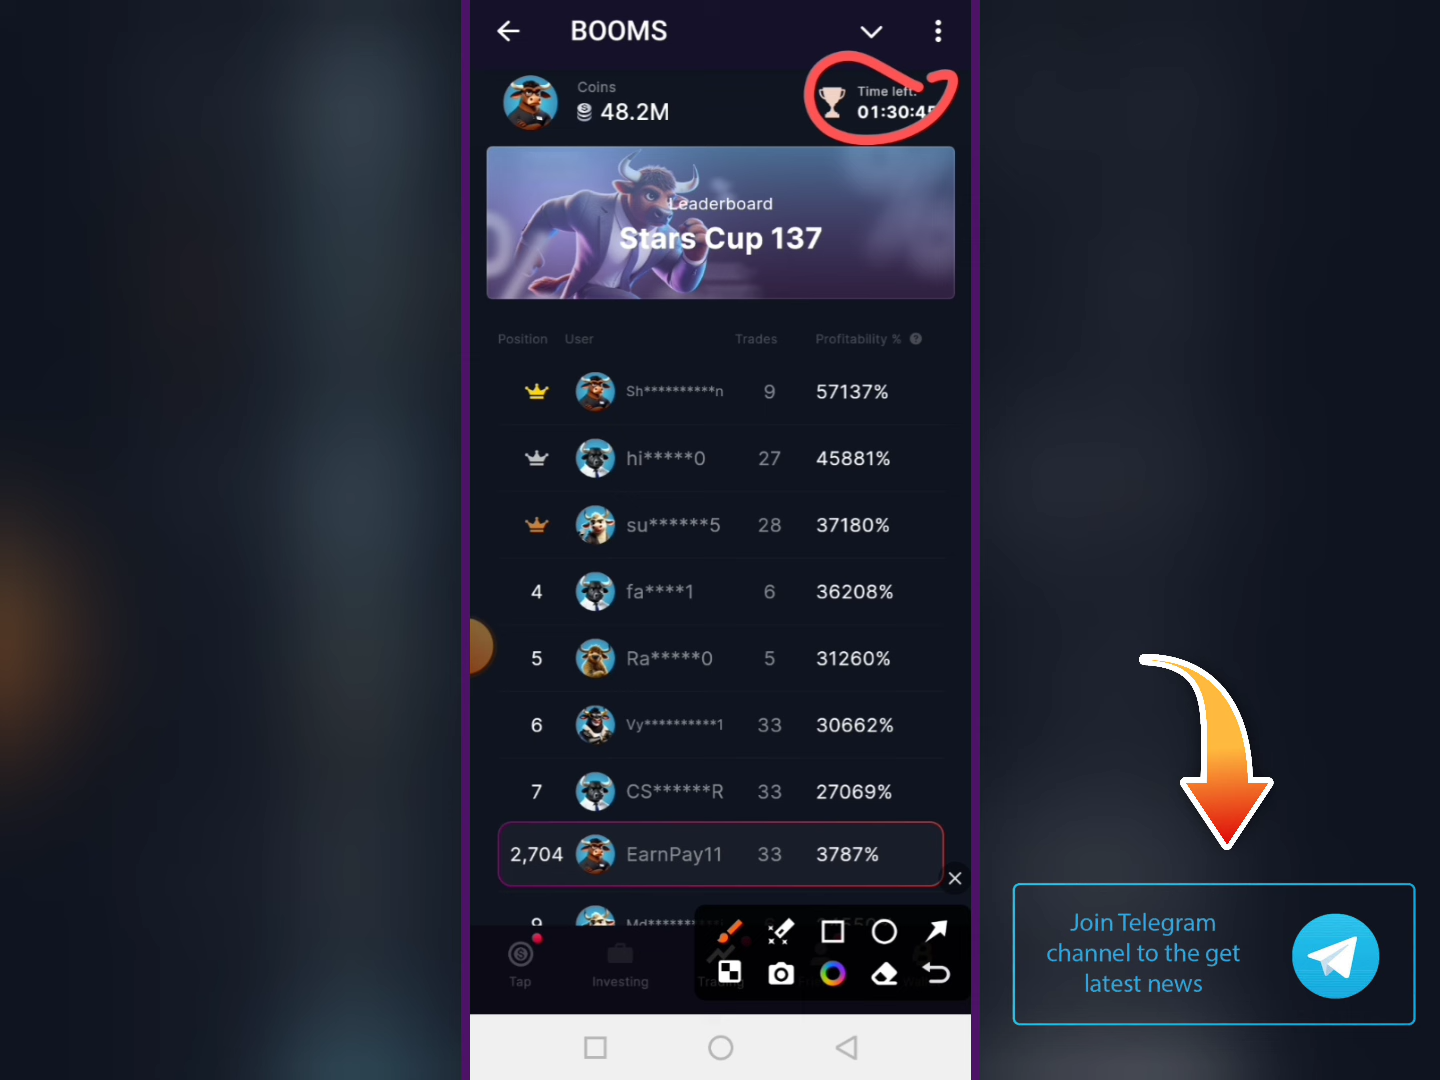 BOOMS
Coins
48.2M
Time left:
01:30:45
Leaderboard
Stars Cup 137
Position User Trades Profitability %
Sh**********n 9 57137%
hi*****0 27 45881%
su******5 28 37180%
4 fa****1 6 36208%
5 Ra*****0 5 31260%
6 Vy**********1 33 30662%
7 CS******R 33 27069%
2,704 EarnPay11 33 3787%
Tap Investing
Join Telegram
channel to the get
latest news